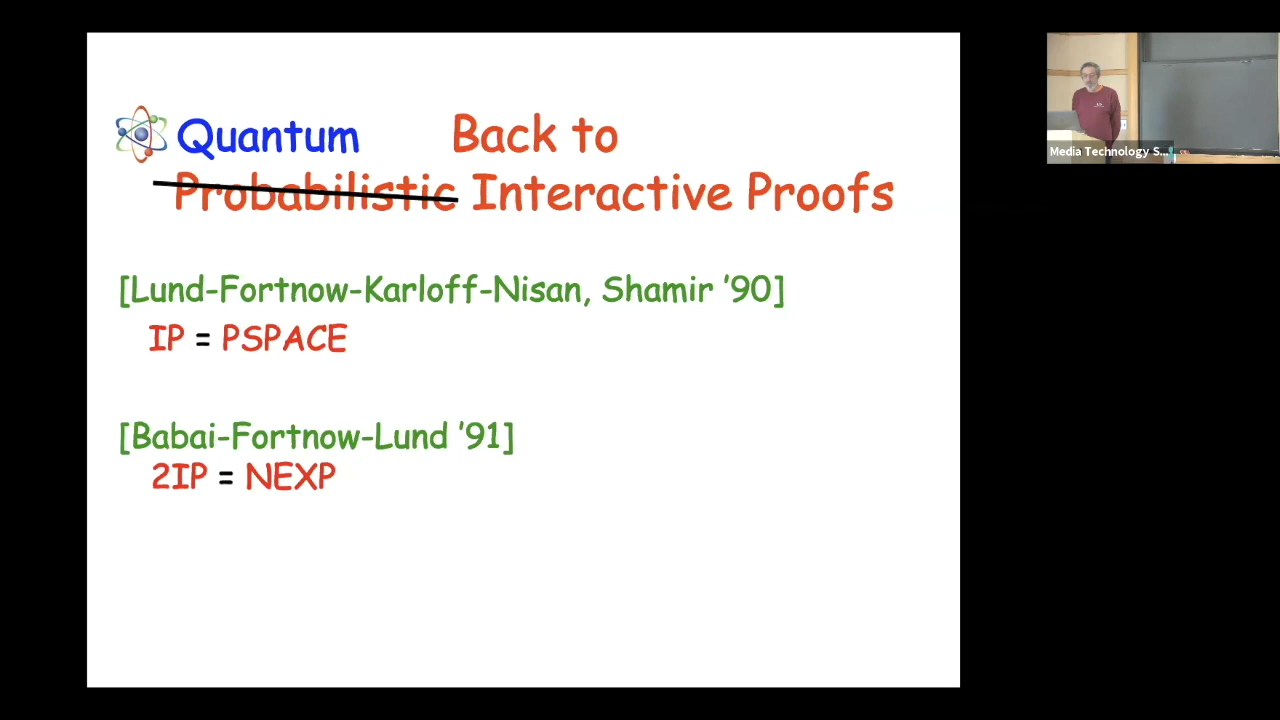 Quantum Back to
Probabilistic Interactive Proofs
[Lund-Fortnow-Karloff-Nisan, Shamir '90]
IP = PSPACE
[Babai-Fortnow-Lund '91]
2IP = NEXP
Media Technology S...